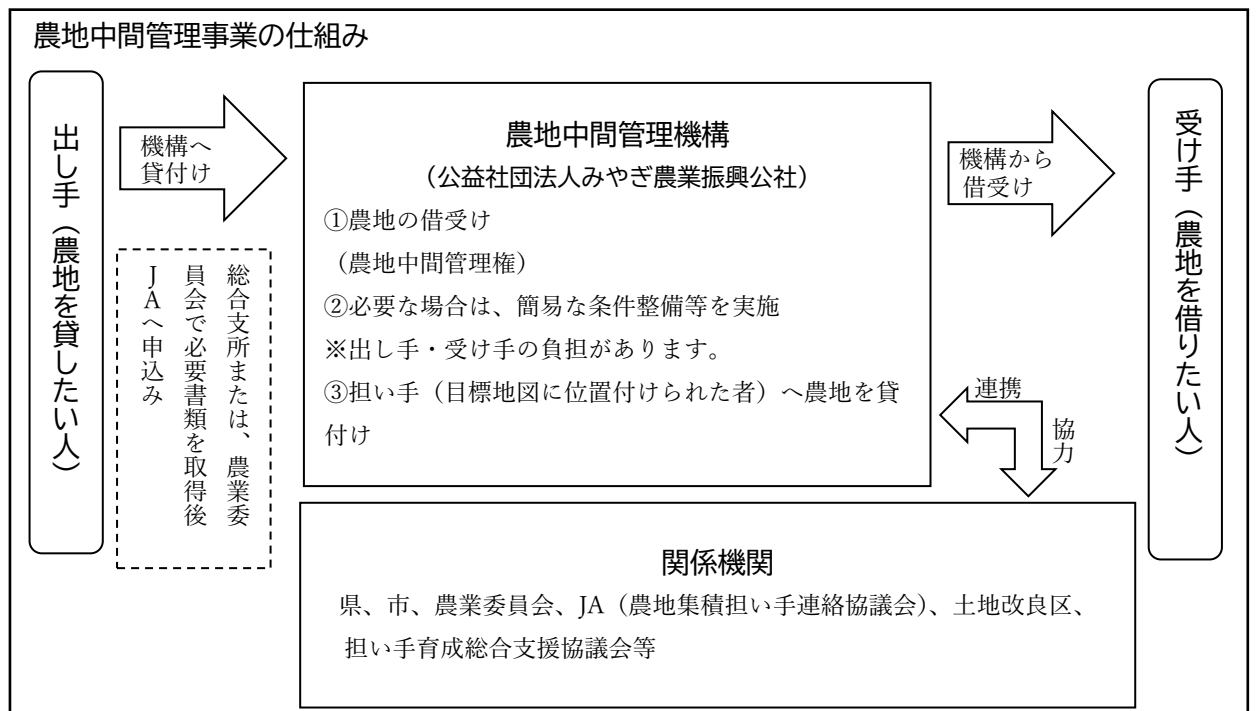 農地中間管理事業の仕組み
出し手（農地を貸したい人）
機構へ
貸付け
総合支所または、農業委
員会で必要書類を取得後
JAへ申込み
農地中間管理機構
（公益社団法人みやぎ農業振興公社）
①農地の借受け
（農地中間管理権）
②必要な場合は、簡易な条件整備等を実施
※出し手・受け手の負担があります。
③担い手（目標地図に位置付けられた者）へ農地を貸
付け
機構から
借受け
受け手（農地を借りたい人）
連携
協力
関係機関
県、市、農業委員会、JA（農地集積担い手連絡協議会）、土地改良区、
担い手育成総合支援協議会等